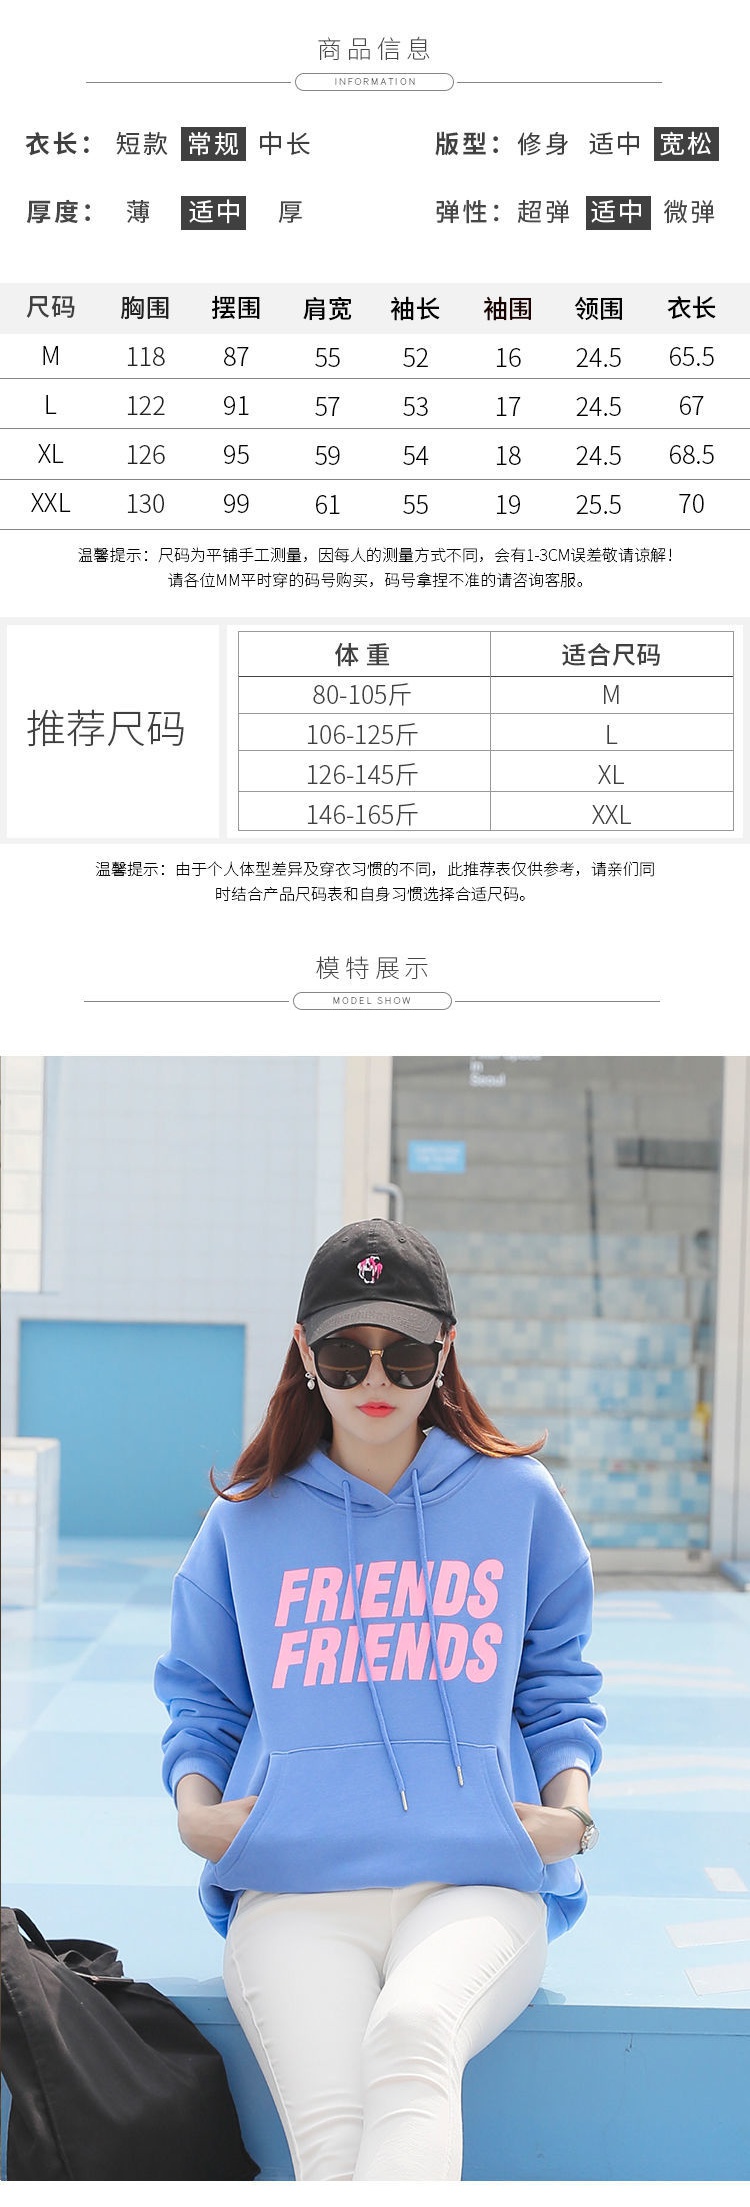 商品信息
INFORMATION
衣长： 短款 常规 中长 版型： 修身 适中 宽松
厚度： 薄 适中 厚 弹性： 超弹 适中 微弹
尺码 胸围 摆围 肩宽 袖长 袖围 领围 衣长
M 118 87 55 52 16 24.5 65.5
L 122 91 57 53 17 24.5 67
XL 126 95 59 54 18 24.5 68.5
XXL 130 99 61 55 19 25.5 70
温馨提示：尺码为平铺手工测量，因每人的测量方式不同，会有1-3CM误差敬请谅解！
请各位MM平时穿的码号购买，码号拿捏不准的请咨询客服。
推荐尺码
体重 适合尺码
80-105斤 M
106-125斤 L
126-145斤 XL
146-165斤 XXL
温馨提示：由于个人体型差异及穿衣习惯的不同，此推荐表仅供参考，请亲们同
时结合产品尺码表和自身习惯选择合适尺码。
模特展示
MODEL SHOW
in
Seoul
FRIENDS
FRIENDS